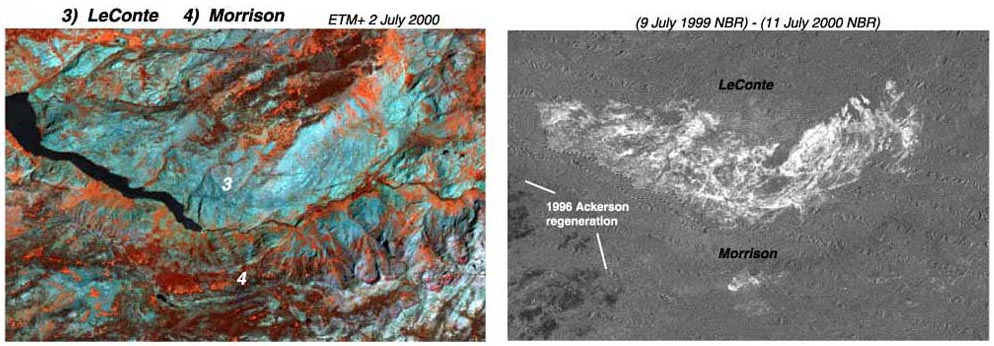 3) LeConte 4) Morrison
ETM+ 2 July 2000
3
4
(9 July 1999 NBR) - (11 July 2000 NBR)
LeConte
1996 Ackerson
regeneration
Morrison